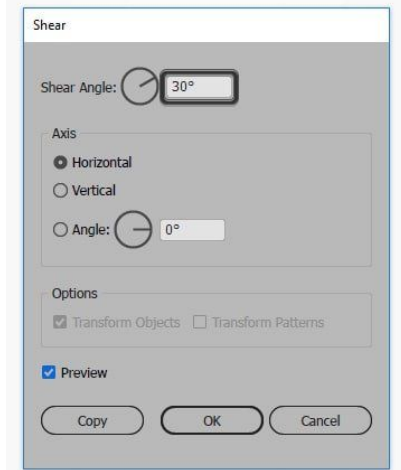 Shear
Shear Angle: 30°
Axis
Horizontal
Vertical
Angle: 0°
Options
Transform Objects Transform Patterns
Preview
Copy OK Cancel